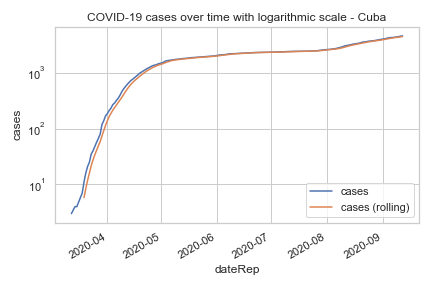 COVID-19 cases over time with logarithmic scale - Cuba
cases
10³
10²
10¹
2020-04
2020-05
2020-06
2020-07
2020-08
2020-09
dateRep
cases
cases (rolling)